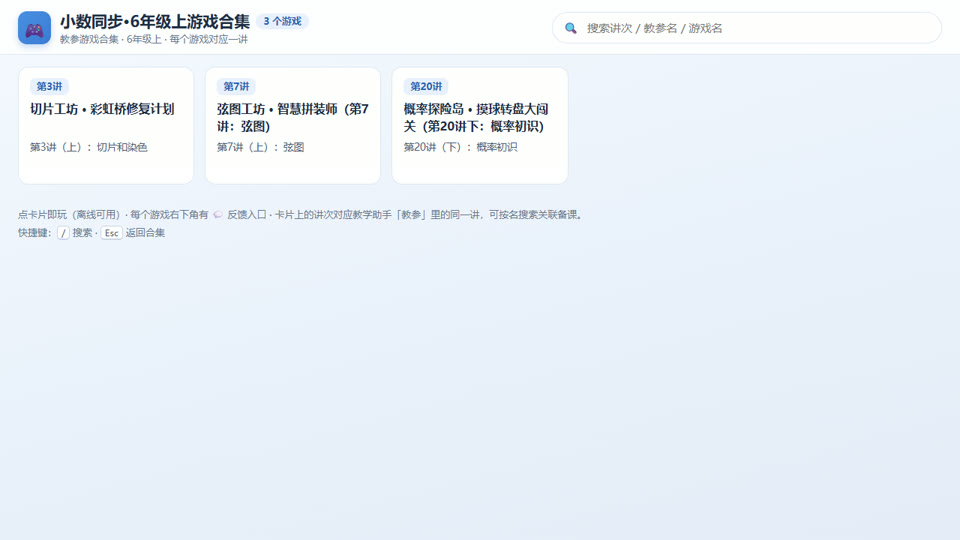 小数同步•6年级上游戏合集 3 个游戏
教参游戏合集 · 6年级上 · 每个游戏对应一讲
搜索讲次 / 教参名 / 游戏名
第3讲
切片工坊 • 彩虹桥修复计划
第3讲（上）：切片和染色
第7讲
弦图工坊 • 智慧拼装师（第7
讲：弦图）
第7讲（上）：弦图
第20讲
概率探险岛 • 摸球转盘大闯
关（第20讲下：概率初识）
第20讲（下）：概率初识
点卡片即玩（离线可用）· 每个游戏右下角有 反馈入口 · 卡片上的讲次对应教学助手「教参」里的同一讲，可按名搜索关联备课。
快捷键： / 搜索 · Esc 返回合集